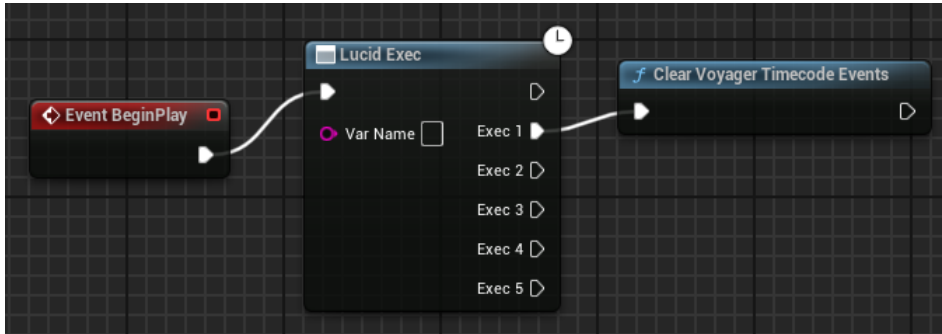 Event BeginPlay
Lucid Exec
Var Name
Exec 1
Exec 2
Exec 3
Exec 4
Exec 5
f Clear Voyager Timecode Events